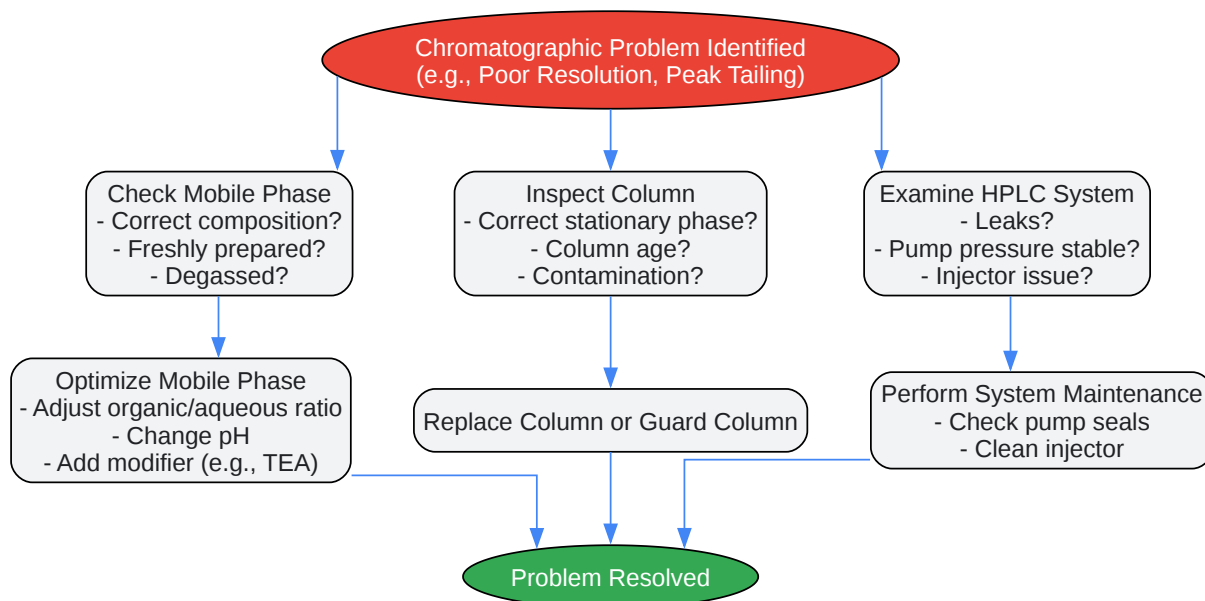 Chromatographic Problem Identified
(e.g., Poor Resolution, Peak Tailing)
Check Mobile Phase
- Correct composition?
- Freshly prepared?
- Degassed?
Inspect Column
- Correct stationary phase?
- Column age?
- Contamination?
Examine HPLC System
- Leaks?
- Pump pressure stable?
- Injector issue?
Optimize Mobile Phase
- Adjust organic/aqueous ratio
- Change pH
- Add modifier (e.g., TEA)
Replace Column or Guard Column
Perform System Maintenance
- Check pump seals
- Clean injector
Problem Resolved